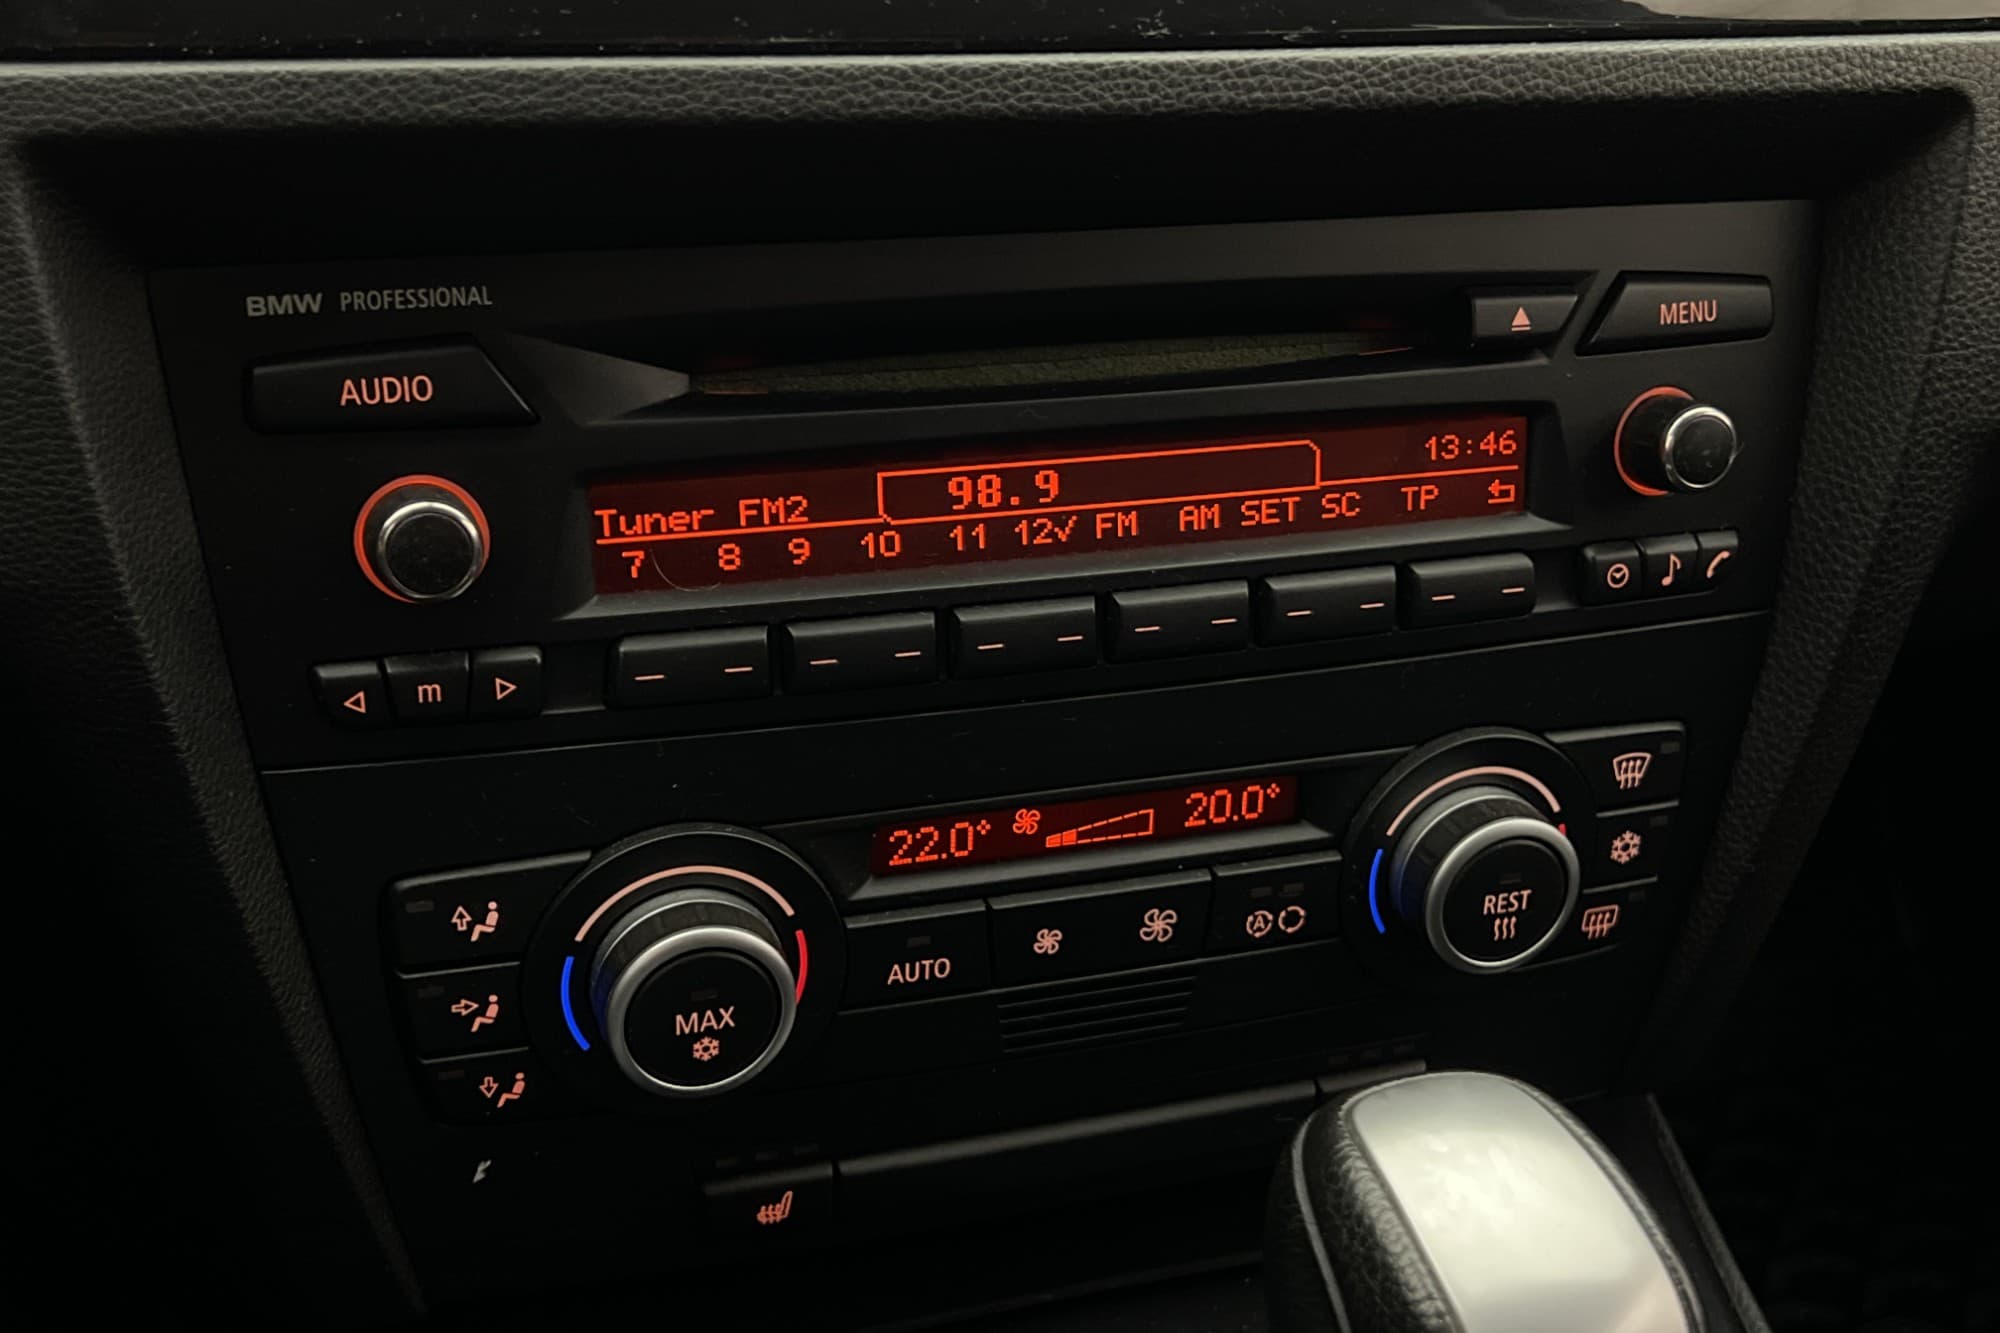 BMW PROFESSIONAL
MENU
AUDIO
98.9 13:46
Tuner FM2
7 8 9 10 11 12√ FM AM SET SC TP
m
22.0° 20.0°
REST
AUTO
A
MAX